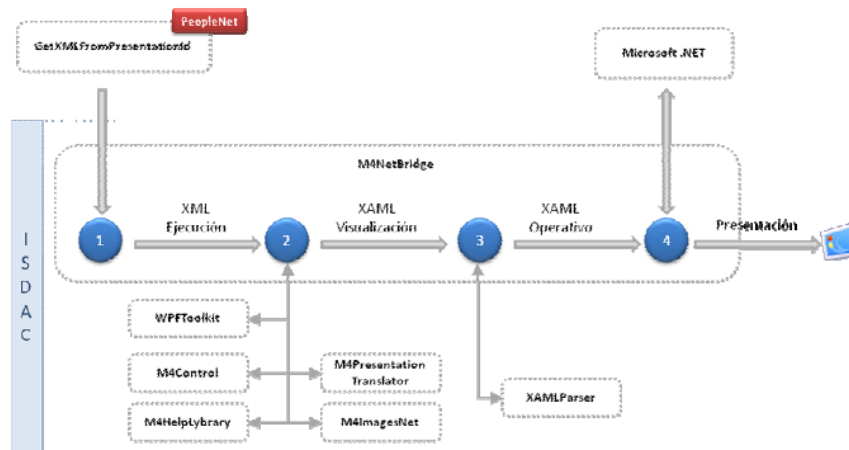 PeopleNet
GetXMLFromPresentationId
Microsoft .NET
M4NetBridge
I
S
D
A
C
1
XML
Ejecución
2
XAML
Visualización
3
XAML
Operativo
4
Presentación
WPFToolkit
M4Control
M4Presentation
Translator
M4HelpLybrary
M4ImagesNet
XAMLParser